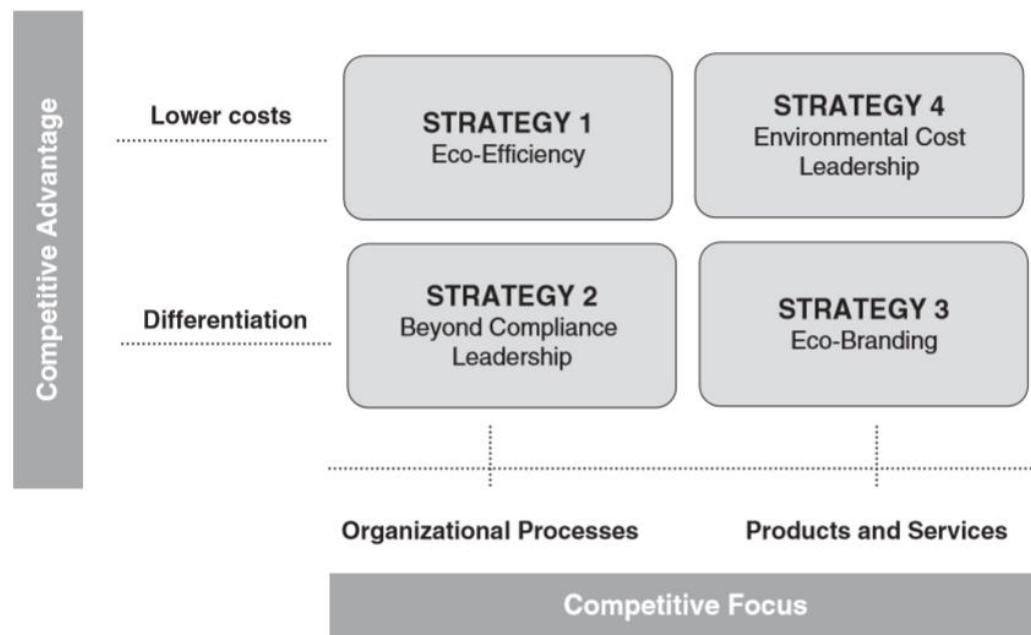 Competitive Advantage
Lower costs
STRATEGY 1
Eco-Efficiency
STRATEGY 4
Environmental Cost
Leadership
Differentiation
STRATEGY 2
Beyond Compliance
Leadership
STRATEGY 3
Eco-Branding
Organizational Processes
Products and Services
Competitive Focus